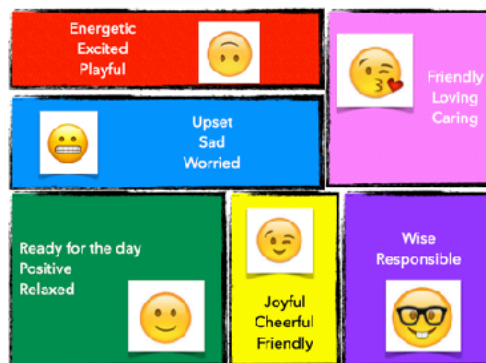 Energetic
Excited
Playful
Friendly
Loving
Caring
Upset
Sad
Worried
Ready for the day
Positive
Relaxed
Joyful
Cheerful
Friendly
Wise
Responsible